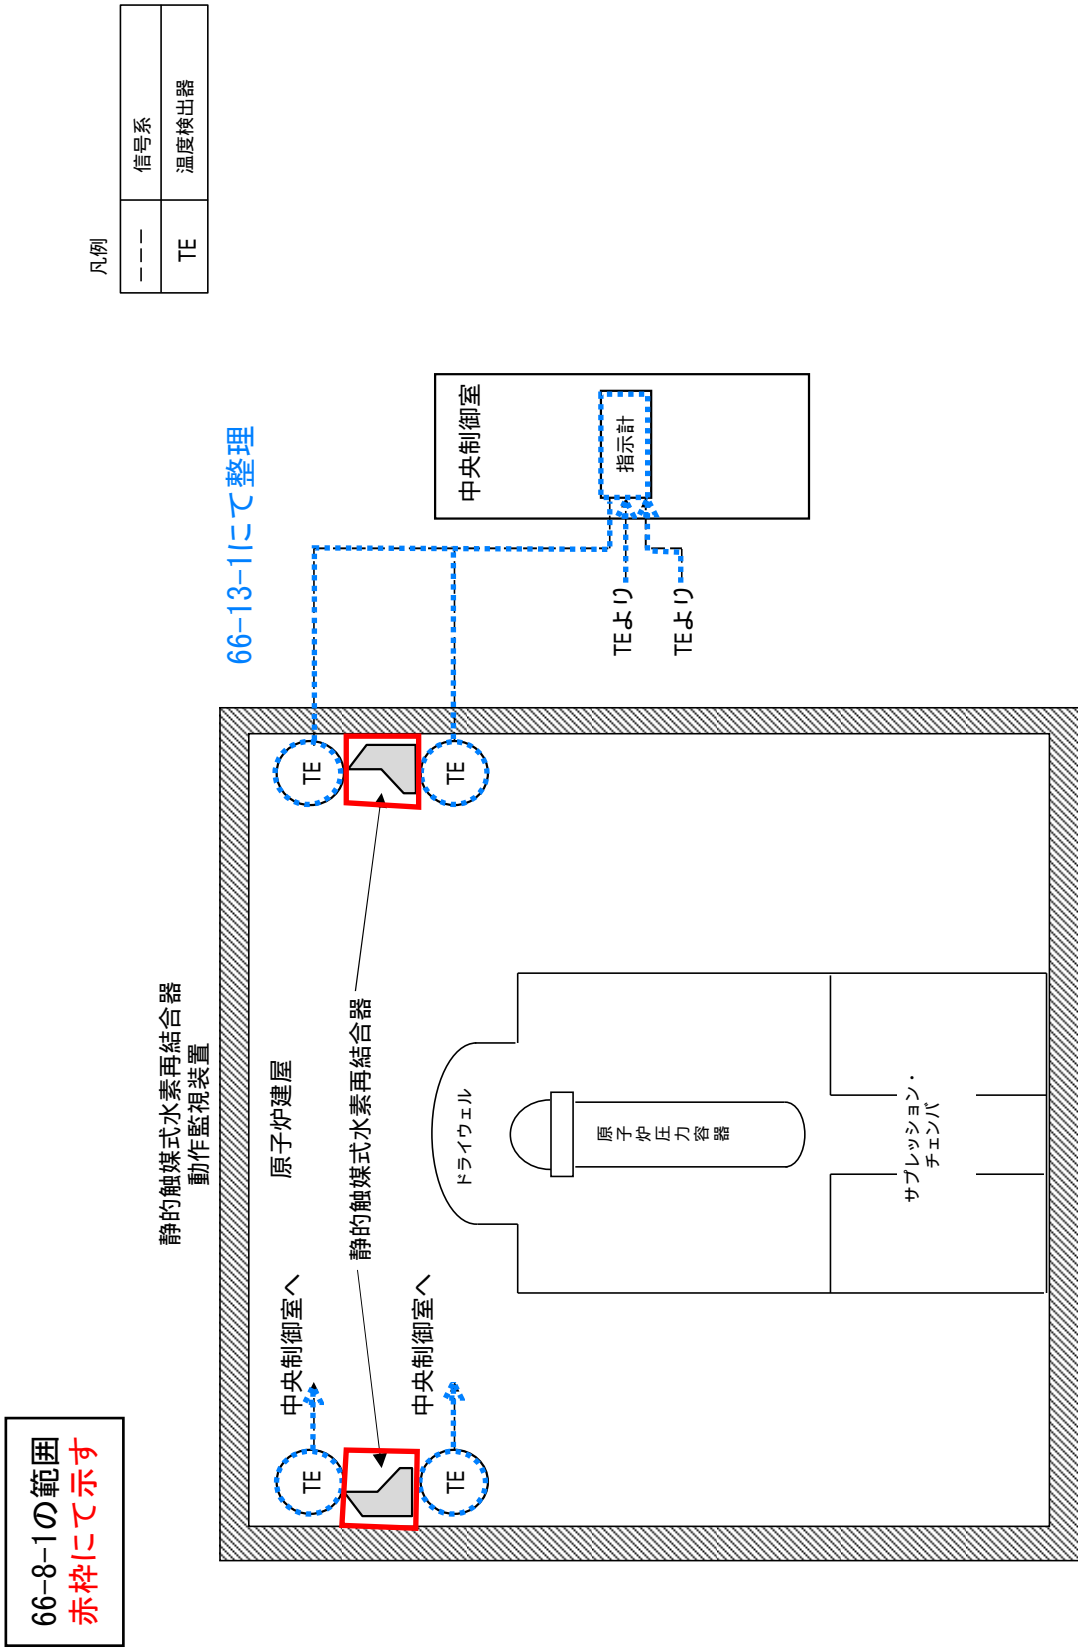 66-8-1の範囲
赤枠にて示す
静的触媒式水素再結合器
動作監視装置
66-13-1にて整理
凡例
信号系
TE
温度検出器
原子炉建屋
中央制御室へ
中央制御室へ
TE
TE
静的触媒式水素再結合器
TE
TE
ドライウェル
原子炉圧力容器
サプレッション・
チェンバ
中央制御室
指示計
TEより
TEより